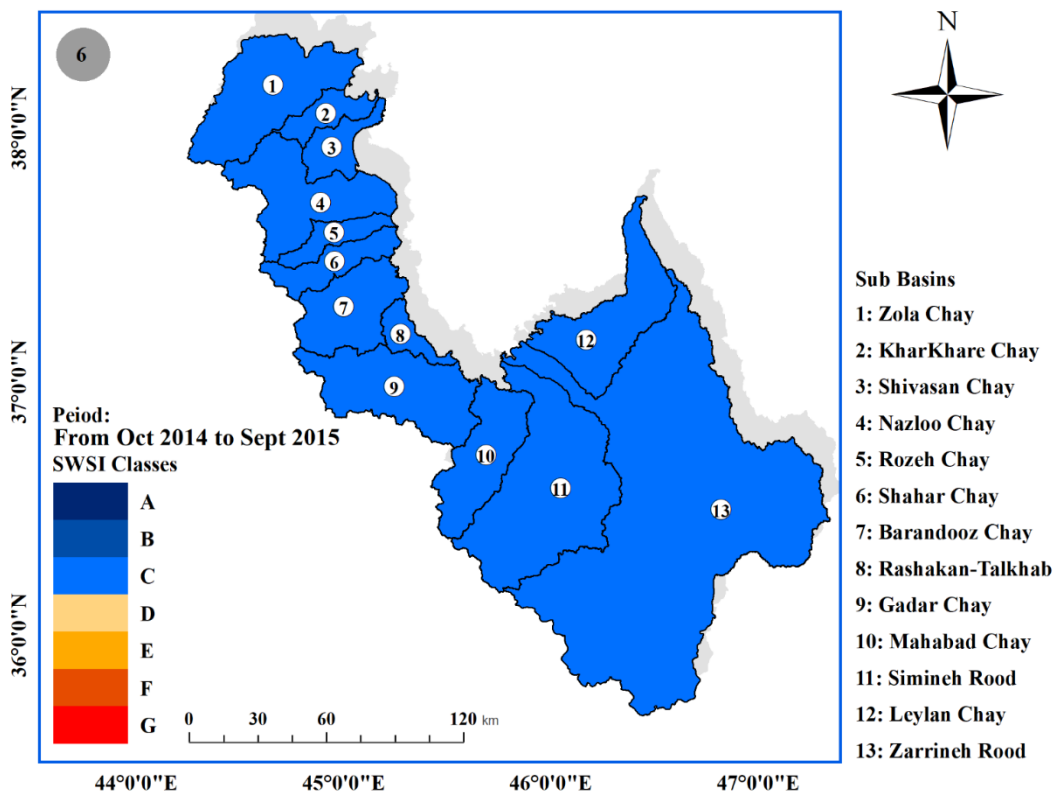 6
N
1
2
3
4
5
6
7
8
9
10
11
12
13
38°0'0"N
37°0'0"N
36°0'0"N
Peiod:
From Oct 2014 to Sept 2015
SWSI Classes
A
B
C
D
E
F
G
0 30 60 120 km
44°0'0"E 45°0'0"E 46°0'0"E 47°0'0"E
Sub Basins
1: Zola Chay
2: KharKhare Chay
3: Shivasan Chay
4: Nazloo Chay
5: Rozeh Chay
6: Shahar Chay
7: Barandooz Chay
8: Rashakan-Talkhab
9: Gadar Chay
10: Mahabad Chay
11: Simineh Rood
12: Leylan Chay
13: Zarrineh Rood